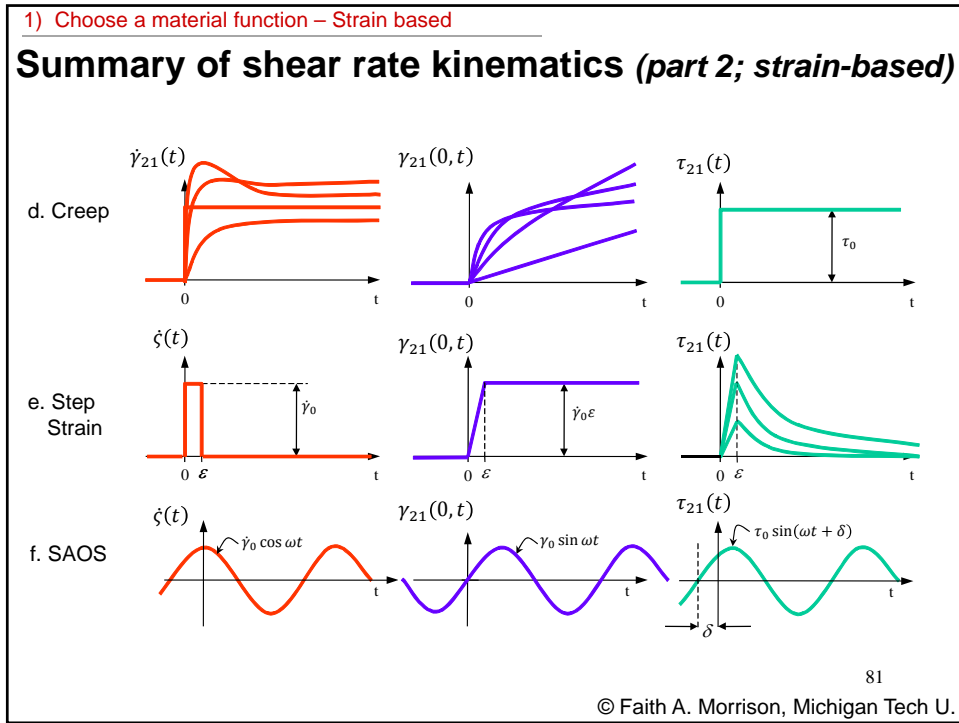 1) Choose a material function – Strain based
Summary of shear rate kinematics (part 2; strain-based)
γ̇₂₁(t)
γ₂₁(0, t)
τ₂₁(t)
d. Creep
τ₀
0
t
0
t
0
t
ς̇(t)
γ₂₁(0, t)
τ₂₁(t)
e. Step
Strain
γ̇₀
γ̇₀ε
0 ε
t
0 ε
t
0 ε
t
ς̇(t)
γ₂₁(0, t)
τ₂₁(t)
f. SAOS
γ̇₀ cos ωt
γ₀ sin ωt
τ₀ sin(ωt + δ)
t
t
t
δ
81
© Faith A. Morrison, Michigan Tech U.